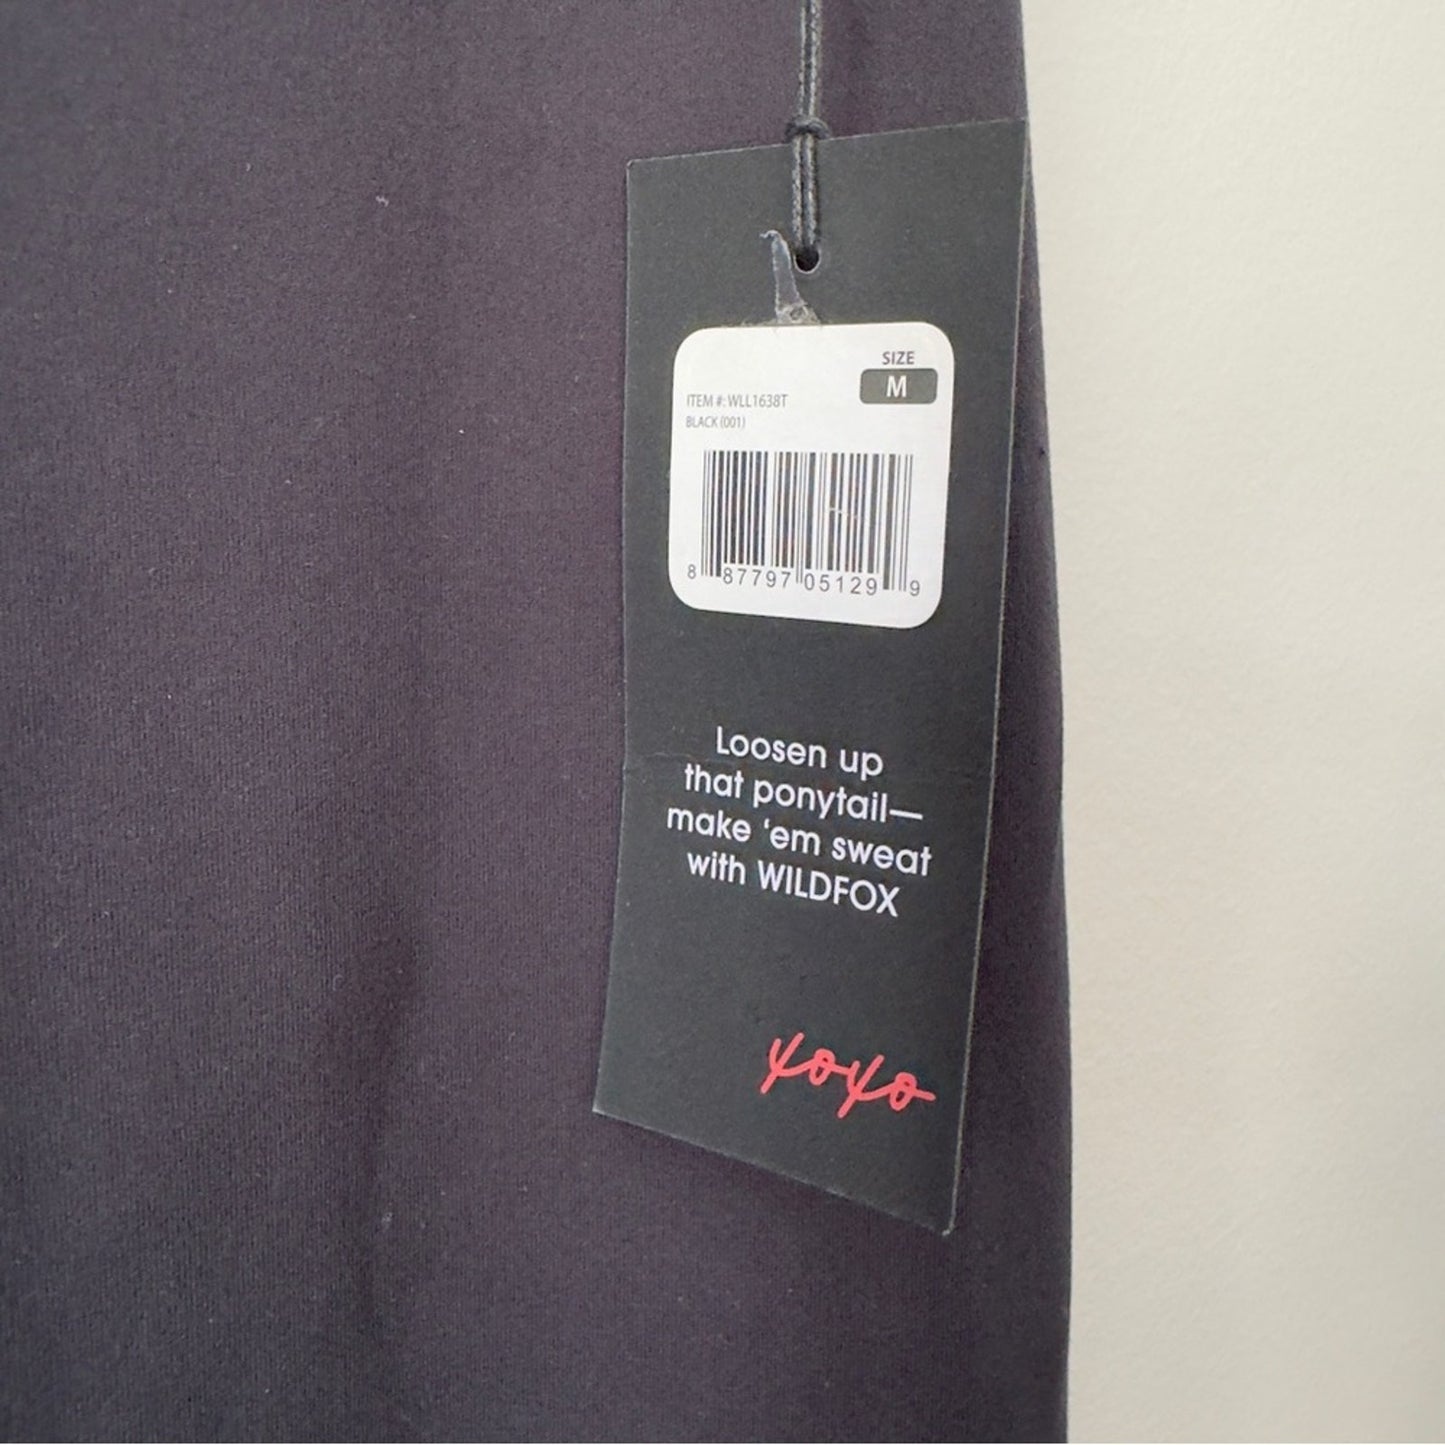 SIZE
M
ITEM #: WLL1638T
BLACK (001)
8 87797 05129 9
Loosen up
that ponytail—
make ‘em sweat
with WILDFOX
xoxo